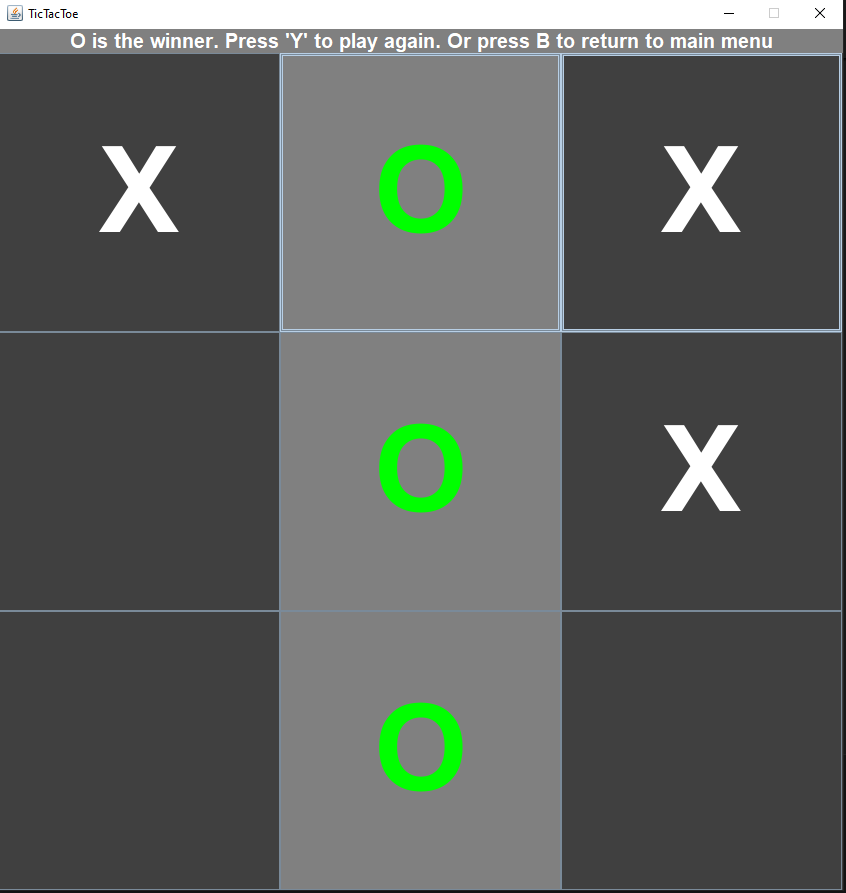 TicTacToe
O is the winner. Press 'Y' to play again. Or press B to return to main menu
X O X
O X
O